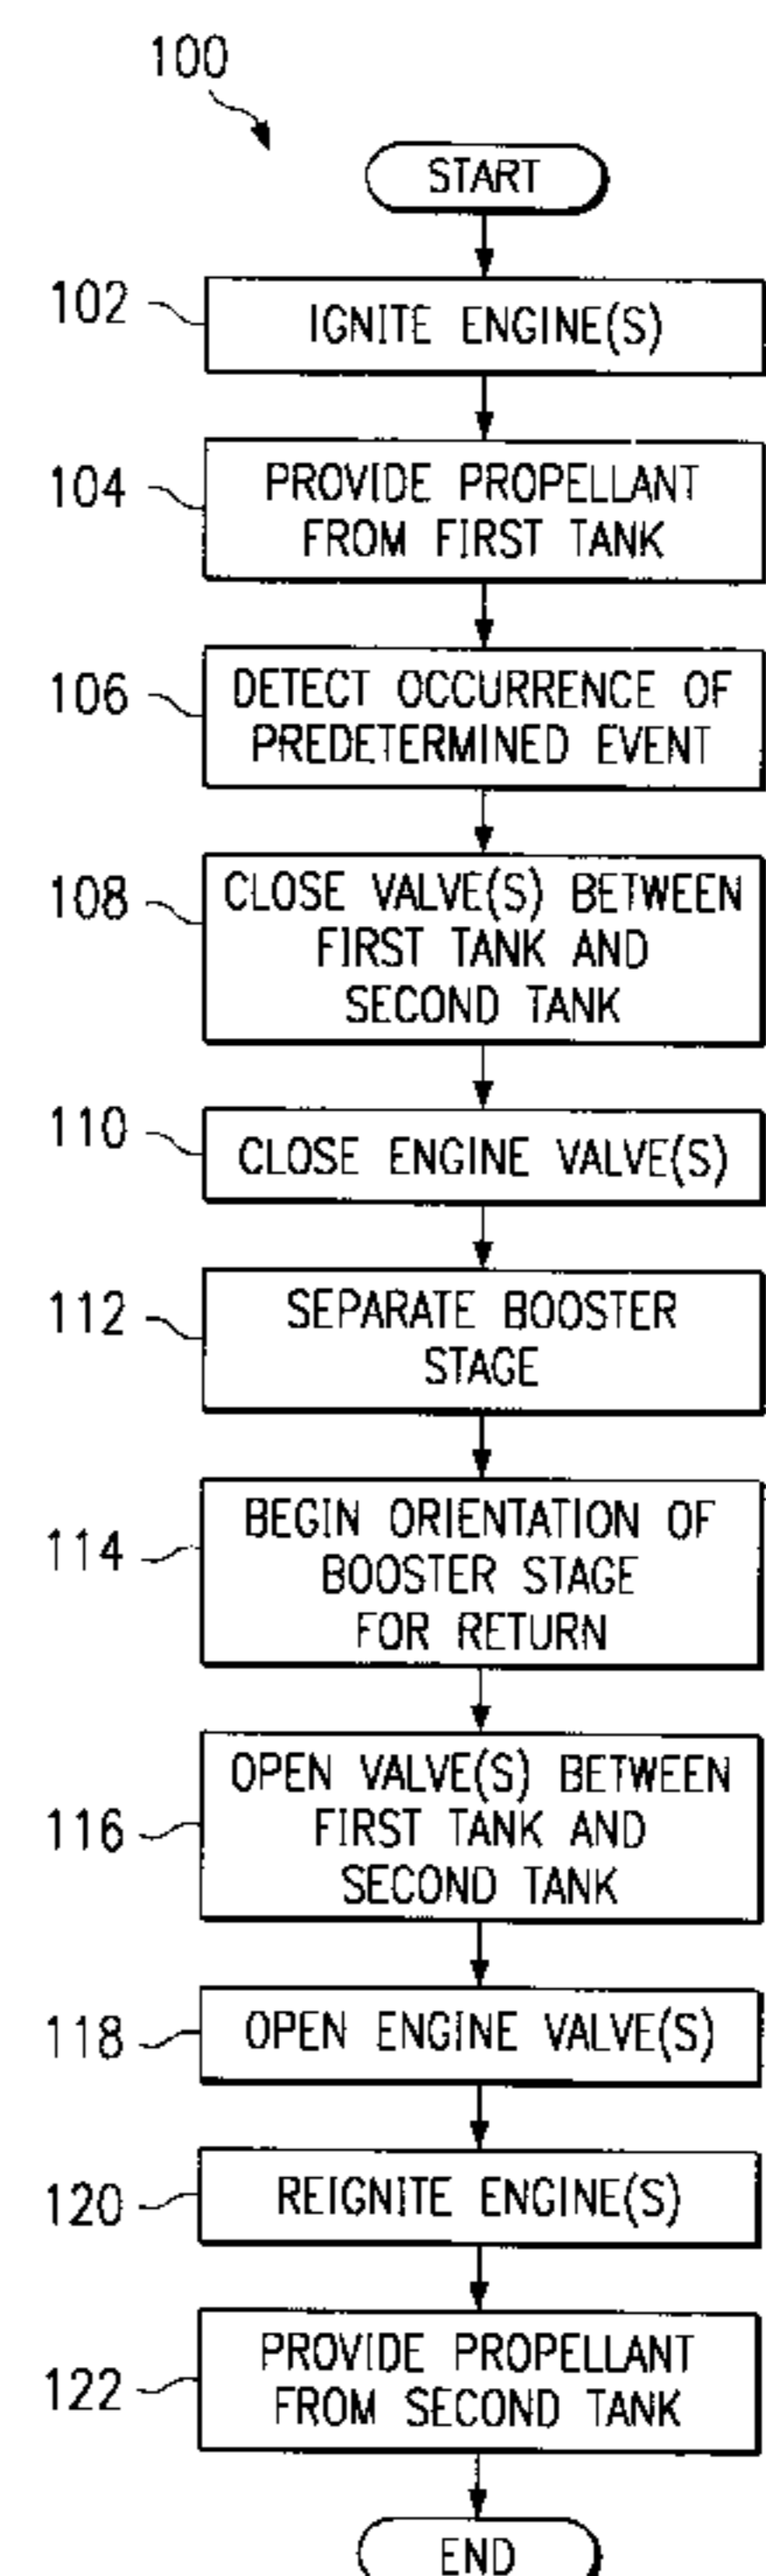 100
START
102
IGNITE ENGINE(S)
104
PROVIDE PROPELLANT
FROM FIRST TANK
106
DETECT OCCURRENCE OF
PREDETERMINED EVENT
108
CLOSE VALVE(S) BETWEEN
FIRST TANK AND
SECOND TANK
110
CLOSE ENGINE VALVE(S)
112
SEPARATE BOOSTER
STAGE
114
BEGIN ORIENTATION OF
BOOSTER STAGE
FOR RETURN
116
OPEN VALVE(S) BETWEEN
FIRST TANK AND
SECOND TANK
118
OPEN ENGINE VALVE(S)
120
REIGNITE ENGINE(S)
122
PROVIDE PROPELLANT
FROM SECOND TANK
END